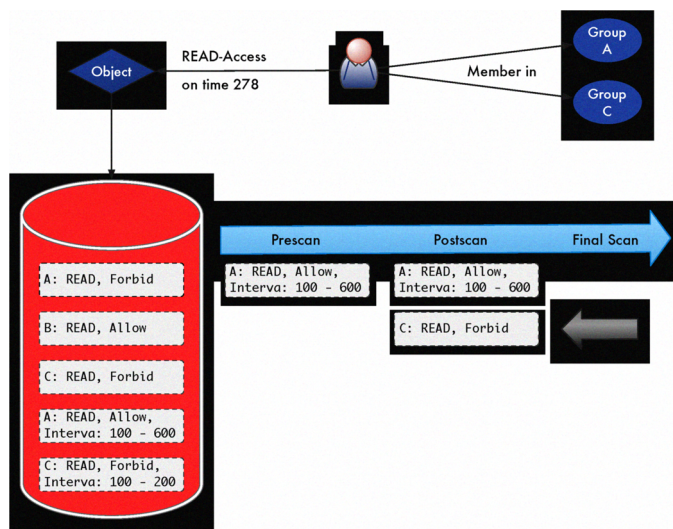 Object
READ-Access
on time 278
Member in
Group
A
Group
C
Prescan
Postscan
Final Scan
A: READ, Forbid
B: READ, Allow
C: READ, Forbid
A: READ, Allow,
Interva: 100 - 600
C: READ, Forbid,
Interva: 100 - 200
A: READ, Allow,
Interva: 100 - 600
A: READ, Allow,
Interva: 100 - 600
C: READ, Forbid